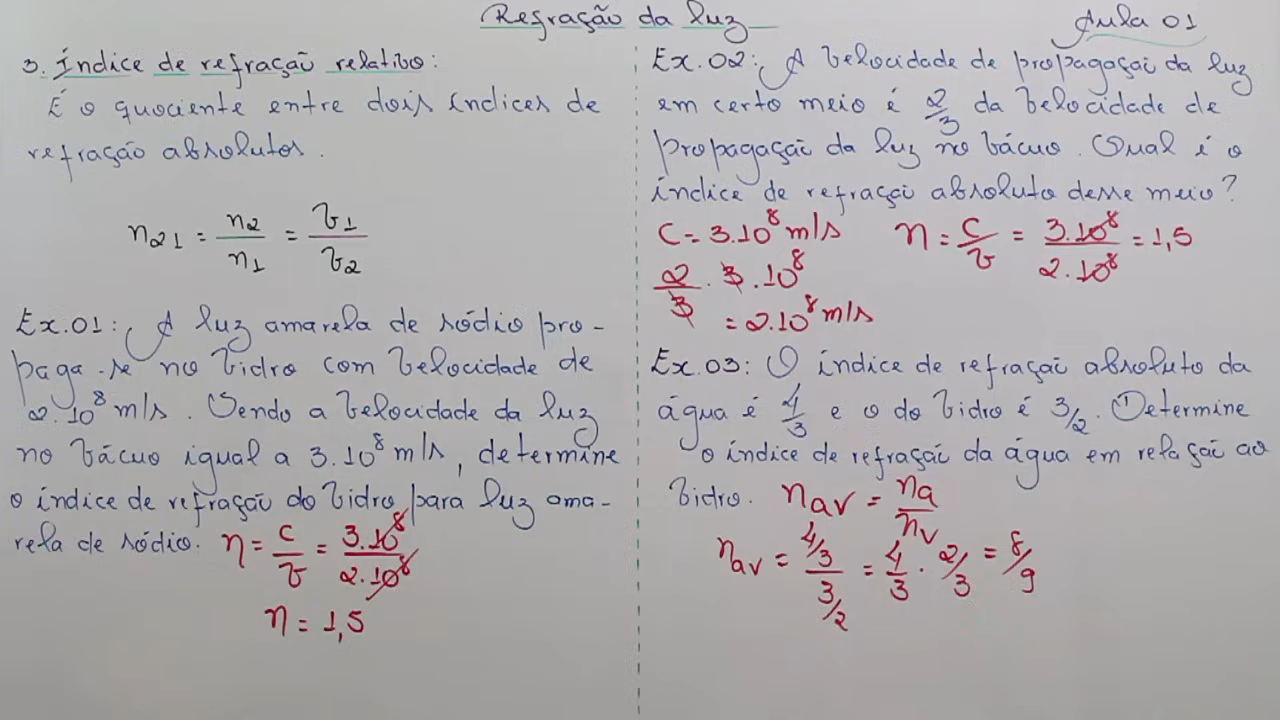 Refração da luz
Aula 01
3. Índice de refração relativo:
É o quociente entre dois índices de
refração absolutos.
n21 = n2/n1 = v1/v2
Ex.01: A luz amarela de sódio pro-
paga-se no vidro com velocidade de
2.10⁸ m/s. Sendo a velocidade da luz
no vácuo igual a 3.10⁸ m/s, determine
o índice de refração do vidro para luz ama-
rela de sódio. n = c/v = 3.10⁸/2.10⁸
n = 1,5
Ex.02: A velocidade de propagação da luz
em certo meio é 2/3 da velocidade de
propagação da luz no vácuo. Qual é o
índice de refração absoluto desse meio?
C = 3.10⁸ m/s n = c/v = 3.10⁸/2.10⁸ = 1,5
2/3 . 3.10⁸
= 2.10⁸ m/s
Ex.03: O índice de refração absoluto da
água é 4/3 e o do vidro é 3/2. Determine
o índice de refração da água em relação ao
vidro. nav = na/nv
nav = 4/3/3/2 = 4/3 . 2/3 = 8/9